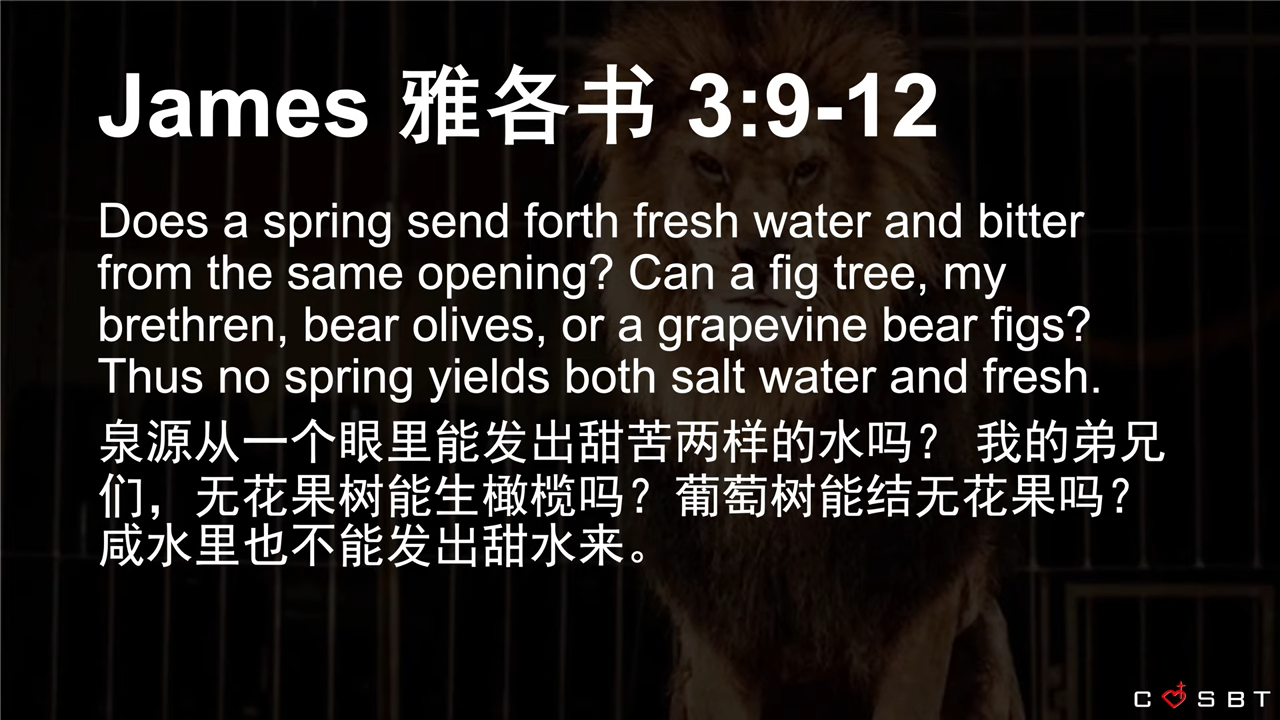 James 雅各书 3:9-12
Does a spring send forth fresh water and bitter
from the same opening? Can a fig tree, my
brethren, bear olives, or a grapevine bear figs?
Thus no spring yields both salt water and fresh.
泉源从一个眼里能发出甜苦两样的水吗？ 我的弟兄
们，无花果树能生橄榄吗？葡萄树能结无花果吗？
咸水里也不能发出甜水来。
C SBT